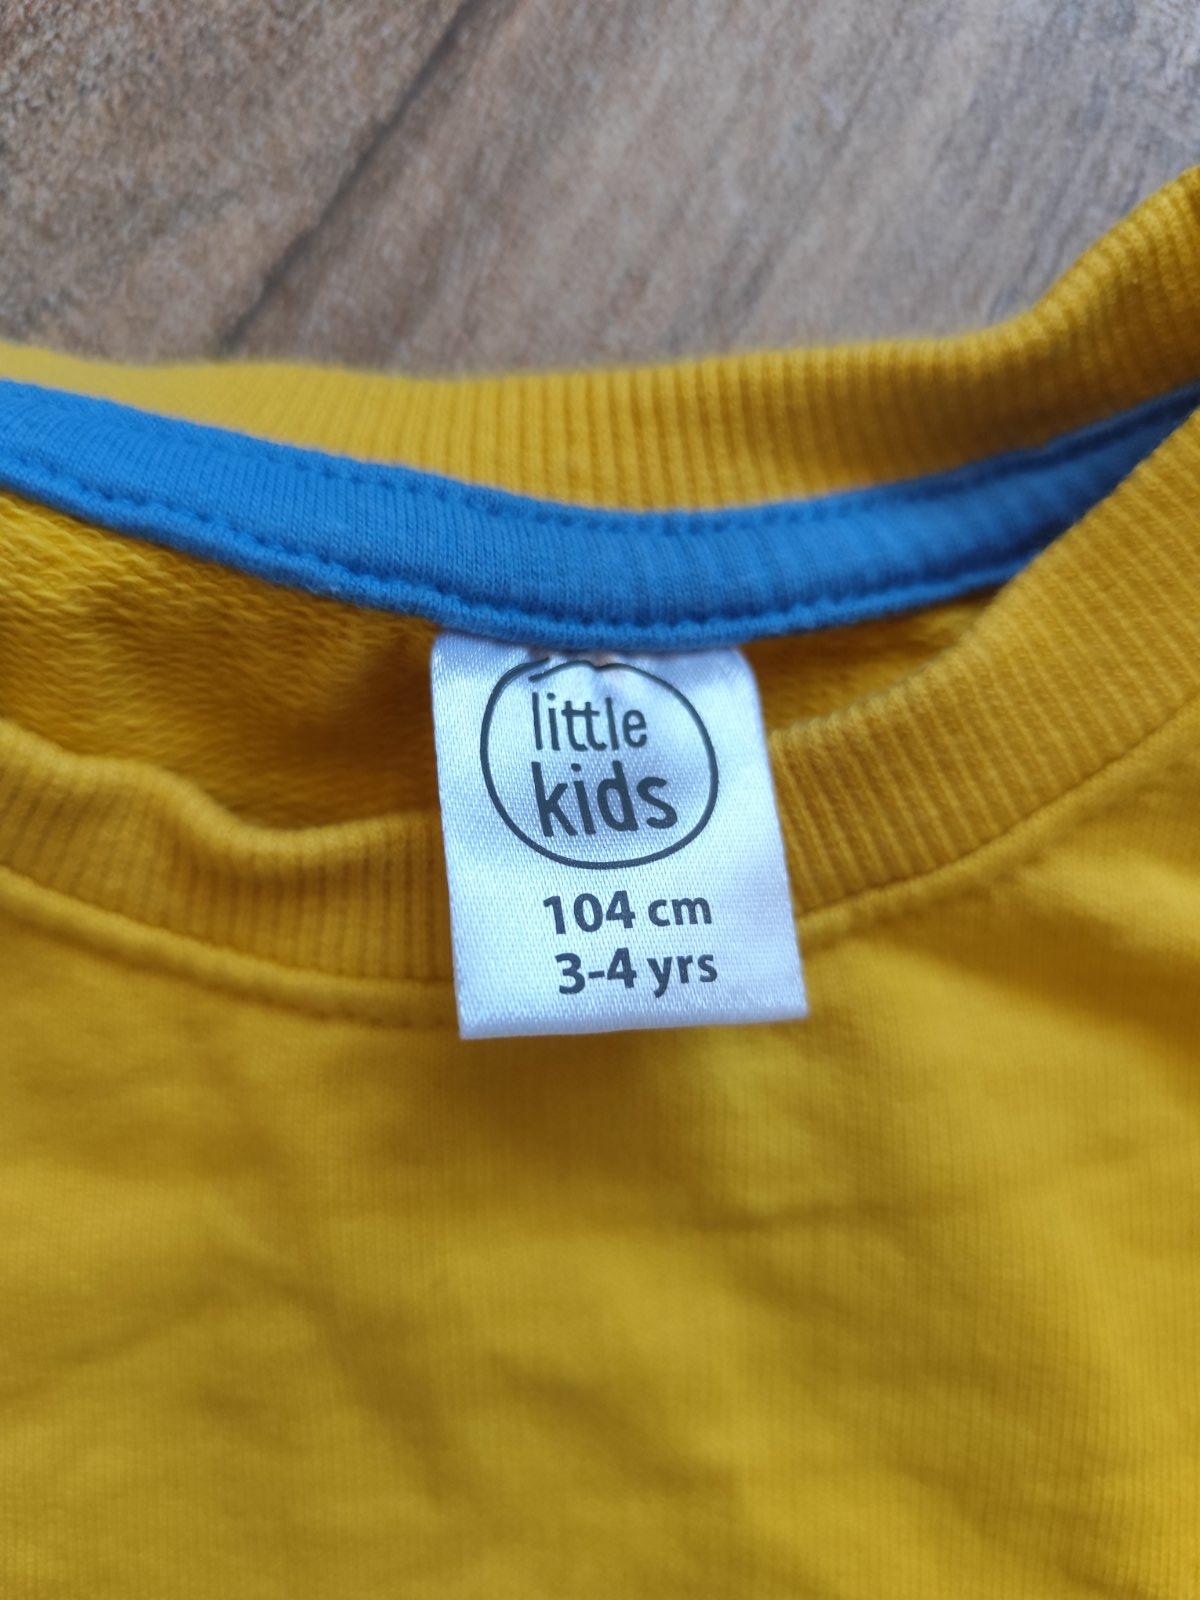 little
kids
104 cm
3-4 yrs